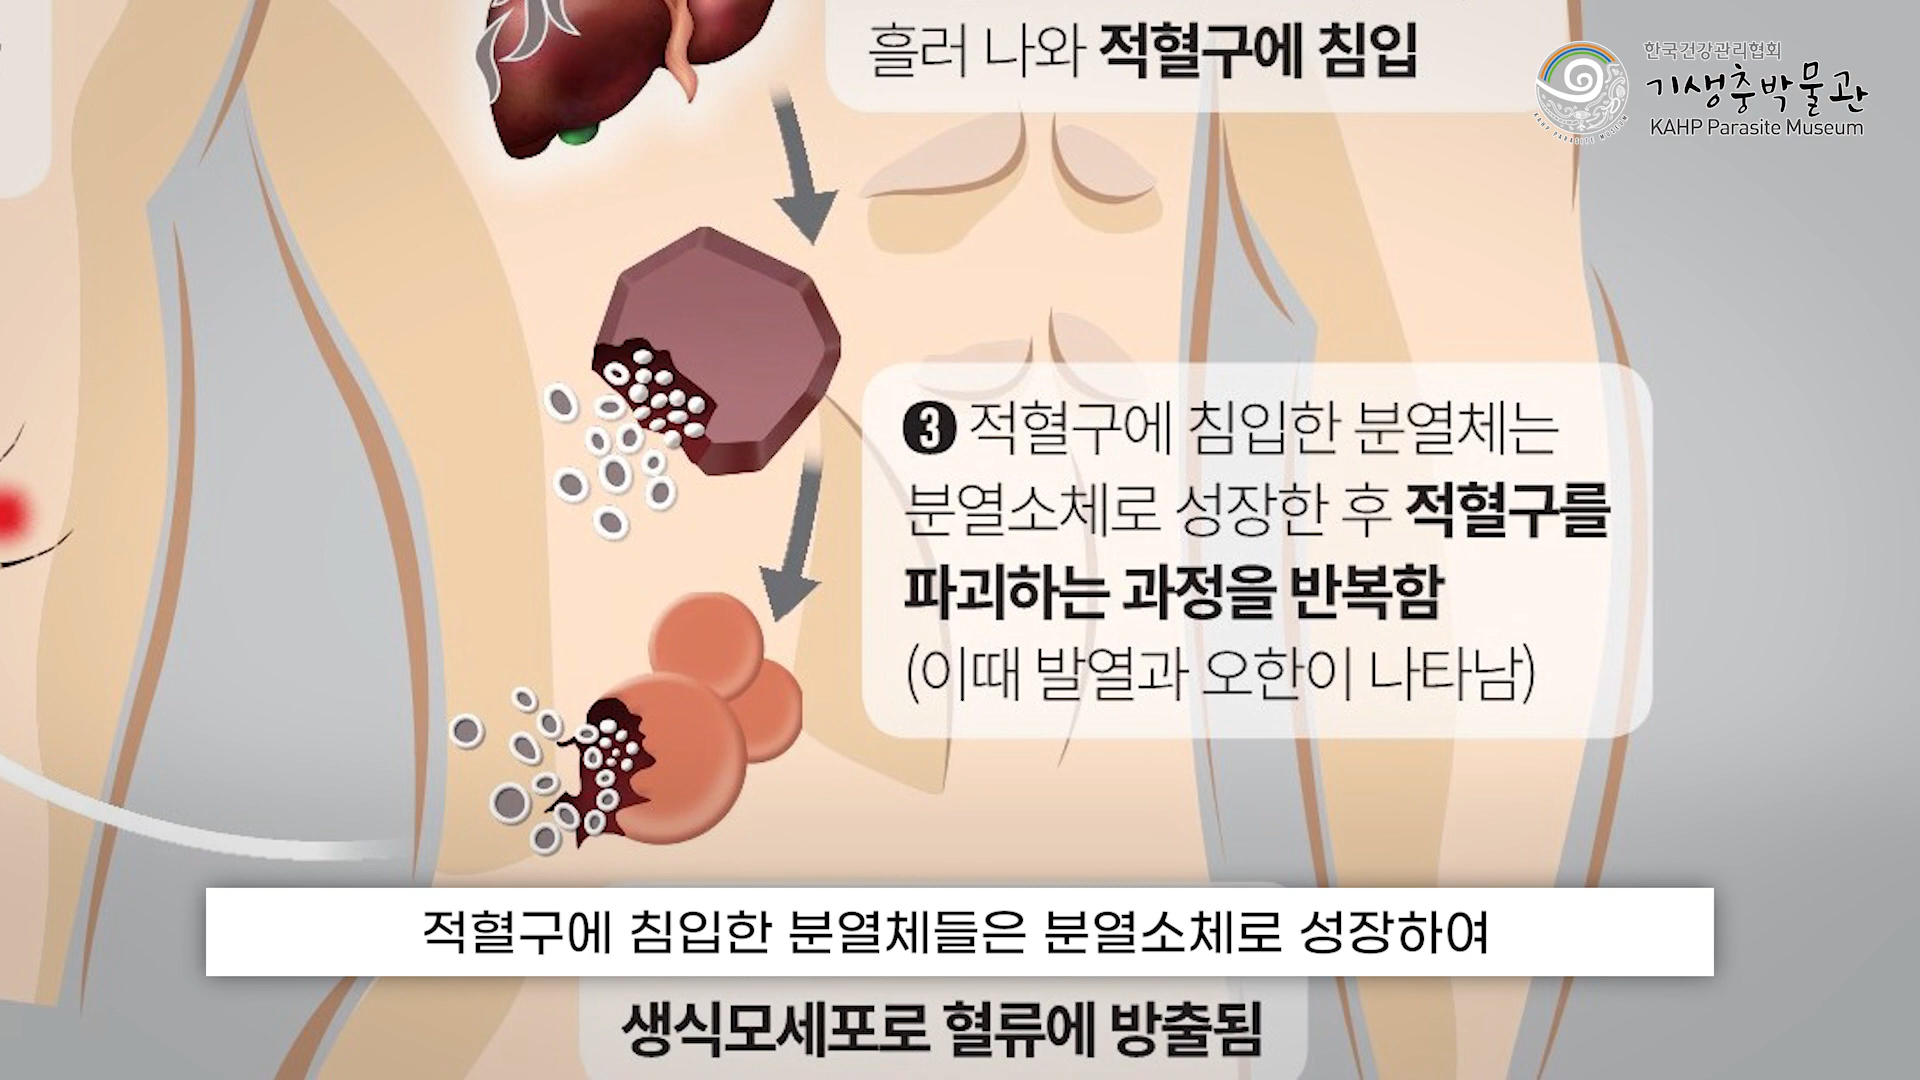 흘러 나와 적혈구에 침입
한국건강관리협회
기생충박물관
KAHP Parasite Museum
KAHP PARASITE MUSEUM
3 적혈구에 침입한 분열체는
분열소체로 성장한 후 적혈구를
파괴하는 과정을 반복함
(이때 발열과 오한이 나타남)
적혈구에 침입한 분열체들은 분열소체로 성장하여
생식모세포로 혈류에 방출됨